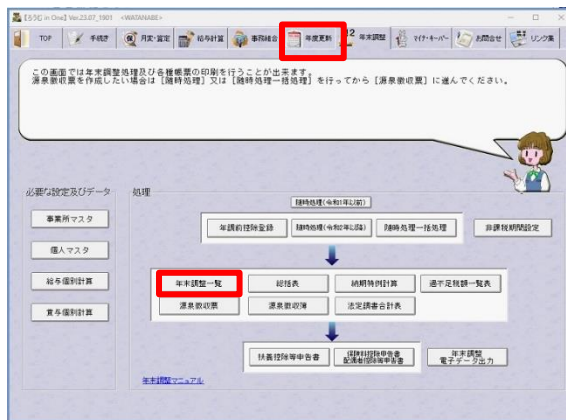 【ろうむ in One】 Ver.23.07_1901 <WATANABE>
TOP
手続き
月変・算定
給与計算
事務組合
年度更新
12 年末調整
マイナ・キーパー
お問合せ
リンク集
この画面では年末調整処理及び各種帳票の印刷を行うことが出来ます。
源泉徴収票を作成したい場合は［随時処理］又は［随時処理一括処理］を行ってから［源泉徴収票］に進んでください。
必要な設定及びデータ
処理
随時処理(令和1年以前)
事業所マスタ
年調前控除登録
随時処理(令和2年以降)
随時処理一括処理
非課税期間設定
個人マスタ
給与個別計算
年末調整一覧
総括表
納期特例計算
過不足税額一覧表
賞与個別計算
源泉徴収票
源泉徴収簿
法定調書合計表
扶養控除等申告書
保険料控除申告書
配偶者控除等申告書
年末調整
電子データ出力
年末調整マニュアル